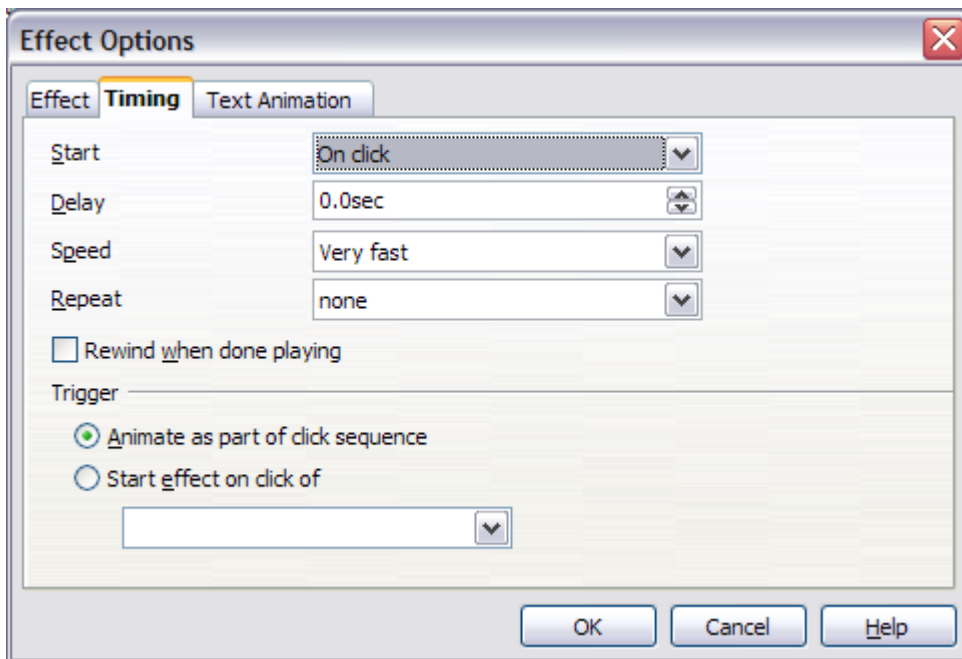 Effect Options
Effect Timing Text Animation
Start On click
Delay 0.0sec
Speed Very fast
Repeat none
Rewind when done playing
Trigger
Animate as part of click sequence
Start effect on click of
OK Cancel Help